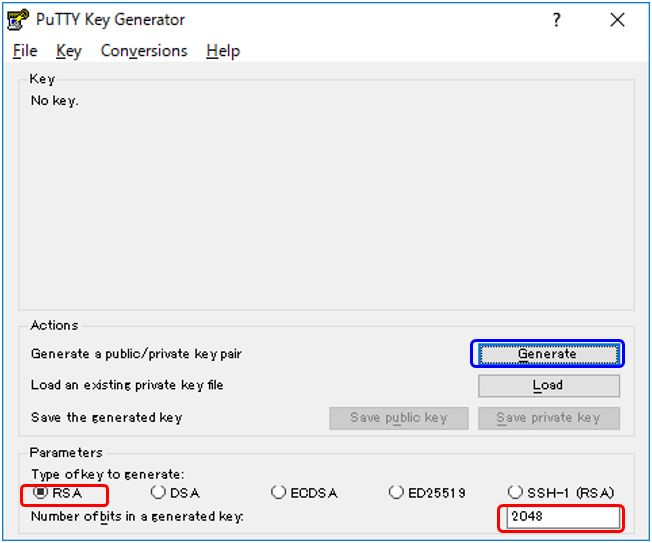 PuTTY Key Generator
File Key Conversions Help
Key
No key.
Actions
Generate a public/private key pair Generate
Load an existing private key file Load
Save the generated key Save public key Save private key
Parameters
Type of key to generate:
RSA DSA ECDSA ED25519 SSH-1 (RSA)
Number of bits in a generated key: 2048